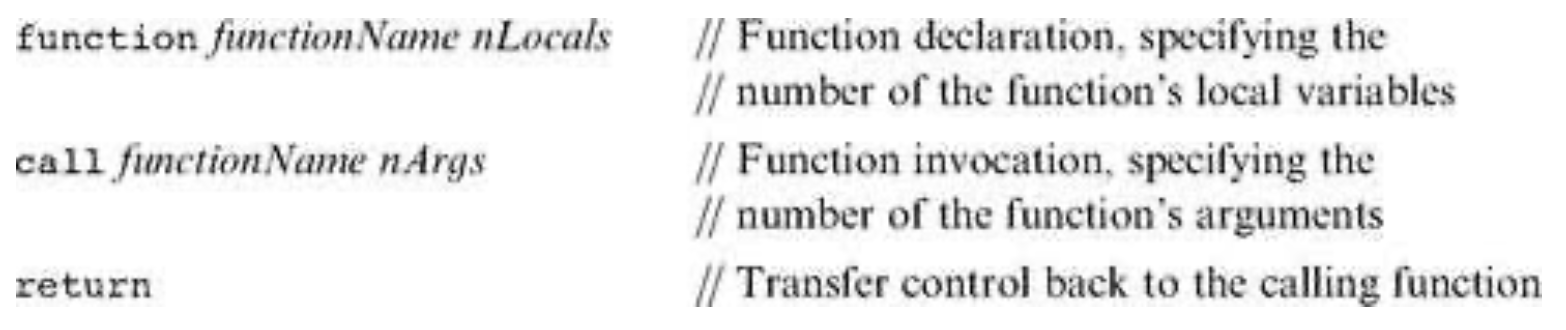 function functionName nLocals // Function declaration, specifying the
// number of the function's local variables
call functionName nArgs // Function invocation, specifying the
// number of the function's arguments
return // Transfer control back to the calling function